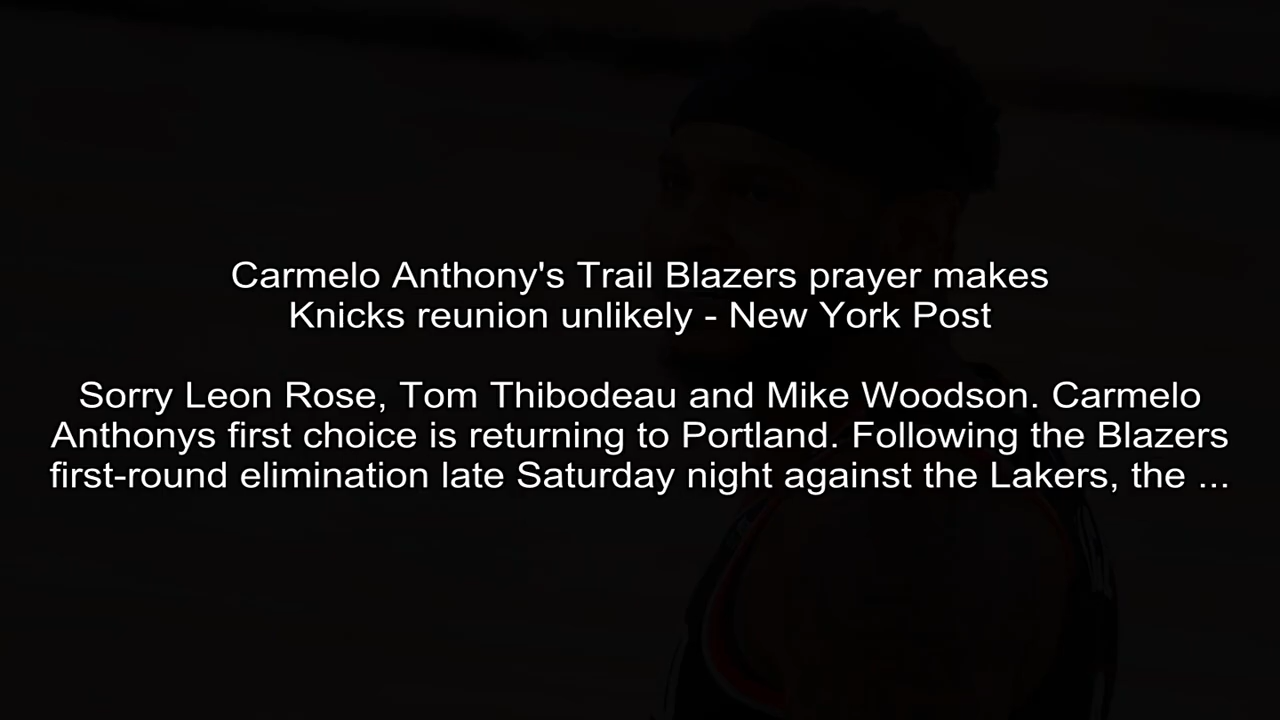 Carmelo Anthony's Trail Blazers prayer makes
Knicks reunion unlikely - New York Post
Sorry Leon Rose, Tom Thibodeau and Mike Woodson. Carmelo
Anthonys first choice is returning to Portland. Following the Blazers
first-round elimination late Saturday night against the Lakers, the ...